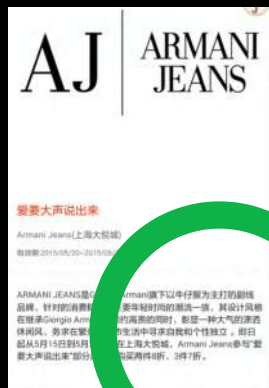 AJ
ARMANI
JEANS
爱要大声说出来
Armani Jeans(上海大悦城)
有效期:2015/05/20~2015/05/
ARMANI JEANS是G Armani旗下以牛仔服为主打的副线
品牌，针对的消费 要年轻时尚的潮流一族，其设计风格
在继承Giorgio Arm 的高贵的同时，彰显一种大气的潇洒
休闲风，务求在繁 市生活中寻求自我和个性独立。即日
起从5月15日到5月 在上海大悦城，Armani Jeans参与“爱
要大声说出来”部分 购买两件8折，3件7折。